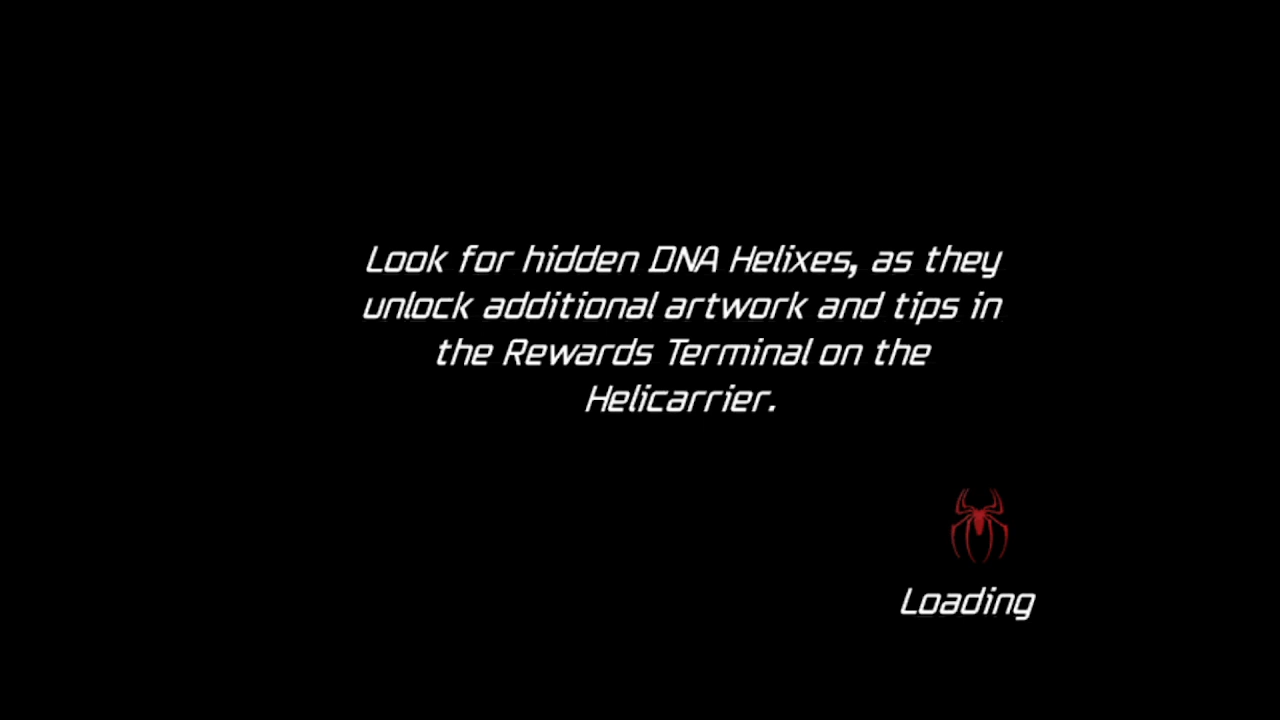 Look for hidden DNA Helixes, as they
unlock additional artwork and tips in
the Rewards Terminal on the
Helicarrier.
Loading